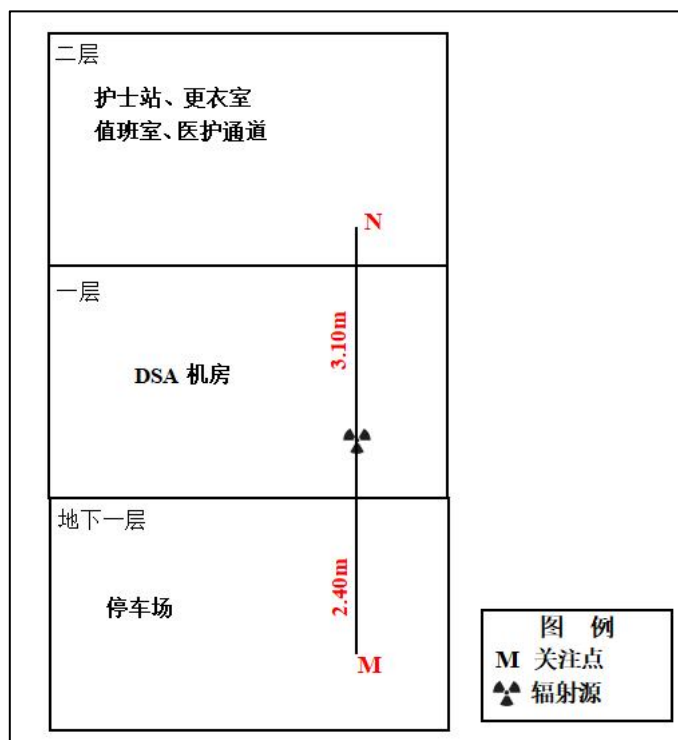 二层
护士站、更衣室
值班室、医护通道
N
3.10m
一层
DSA 机房
地下一层
2.40m
停车场
M
图 例
M 关注点
辐射源